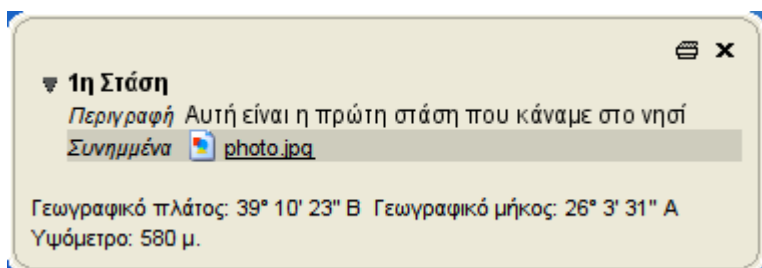 1η Στάση
Περιγραφή Αυτή είναι η πρώτη στάση που κάναμε στο νησί
Συνημμένα photo.jpg
Γεωγραφικό πλάτος: 39° 10' 23" Β Γεωγραφικό μήκος: 26° 3' 31" Α
Υψόμετρο: 580 μ.